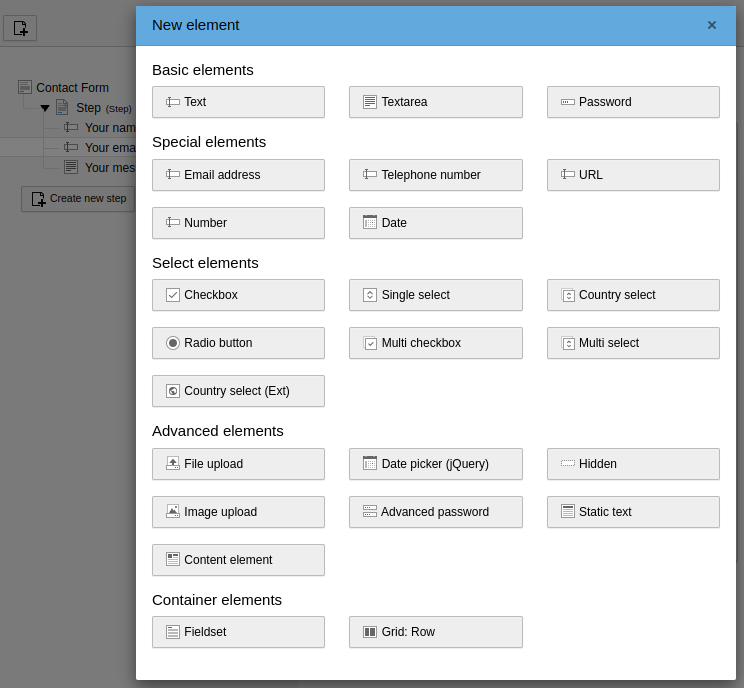 New element ×
Contact Form
Step (Step)
Your nam
Your ema
Your mes
Create new step
Basic elements
Text Textarea Password
Special elements
Email address Telephone number URL
Number Date
Select elements
Checkbox Single select Country select
Radio button Multi checkbox Multi select
Country select (Ext)
Advanced elements
File upload Date picker (jQuery) Hidden
Image upload Advanced password Static text
Content element
Container elements
Fieldset Grid: Row